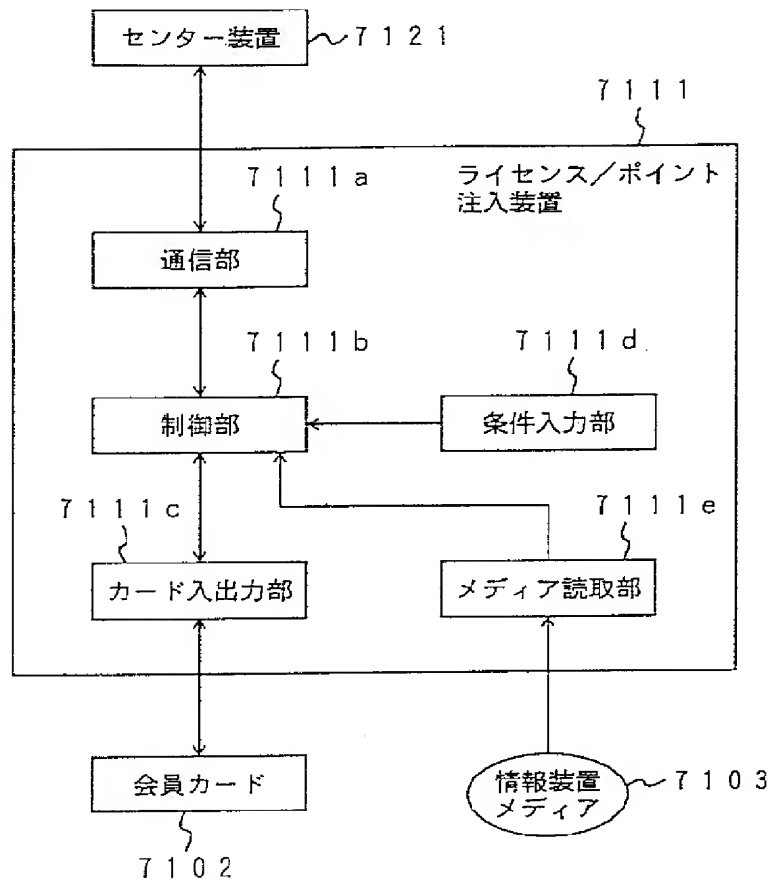 センター装置
7121
7111
ライセンス/ポイント
注入装置
7111a
通信部
7111b
制御部
7111d
条件入力部
7111c
カード入出力部
7111e
メディア読取部
会員カード
7102
情報装置
メディア
7103